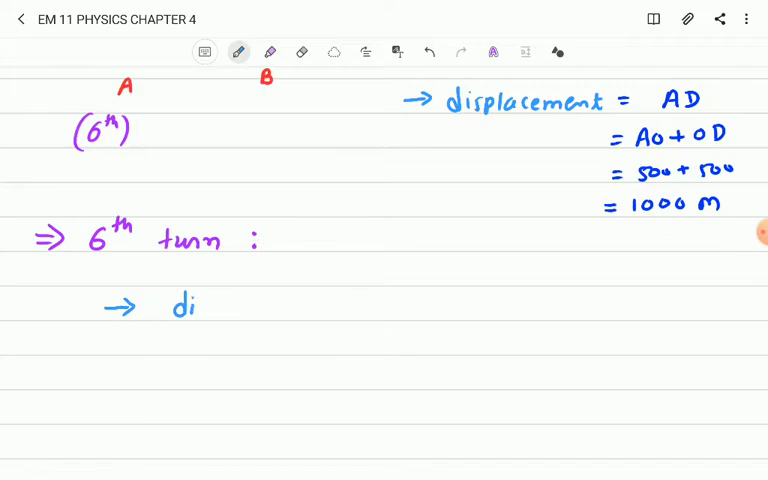 EM 11 PHYSICS CHAPTER 4
A B
(6th)
→ displacement = AD
= AO + OD
= 500 + 500
= 1000 m
⇒ 6th turn :
→ di